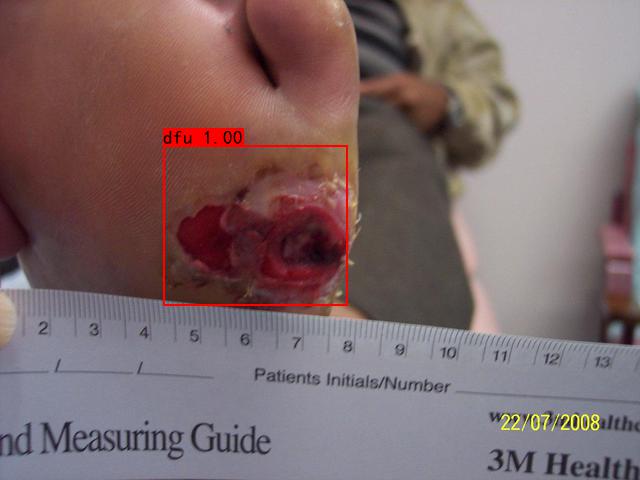 dfu 1.00
2 3 4 5 6 7 8 9 10 11 12 13
/ /
Patients Initials/Number
22/07/2008
nd Measuring Guide
3M Health